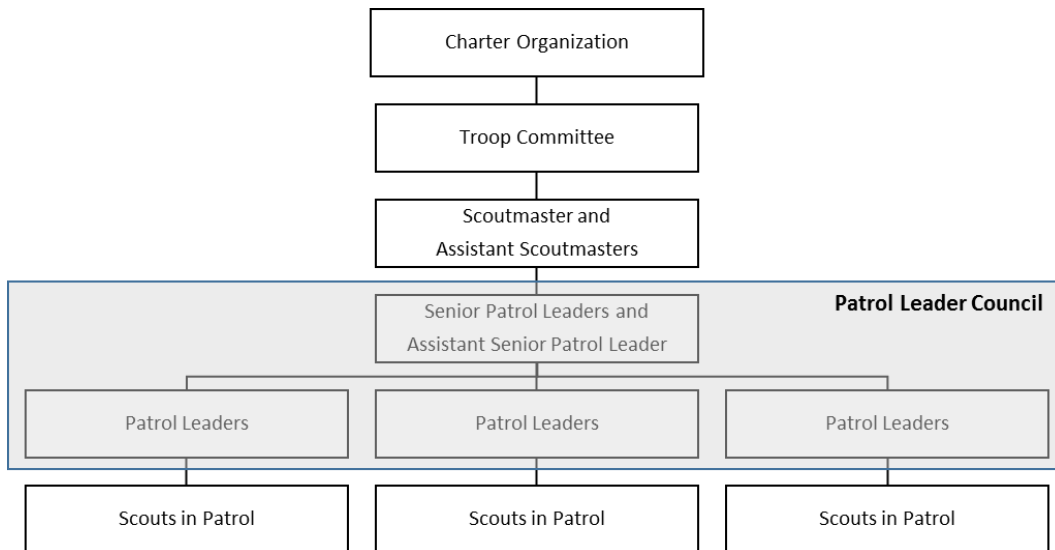 Charter Organization
Troop Committee
Scoutmaster and
Assistant Scoutmasters
Patrol Leader Council
Senior Patrol Leaders and
Assistant Senior Patrol Leader
Patrol Leaders
Patrol Leaders
Patrol Leaders
Scouts in Patrol
Scouts in Patrol
Scouts in Patrol